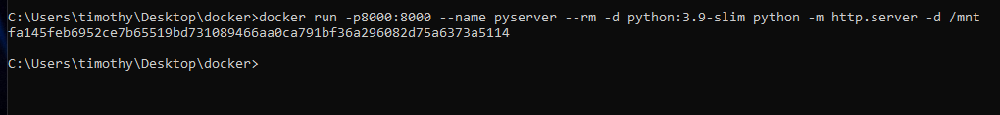 C:\Users\timothy\Desktop\docker>docker run -p8000:8000 --name pyserver --rm -d python:3.9-slim python -m http.server -d /mnt
fa145feb6952ce7b65519bd731089466aa0ca791bf36a296082d75a6373a5114
C:\Users\timothy\Desktop\docker>